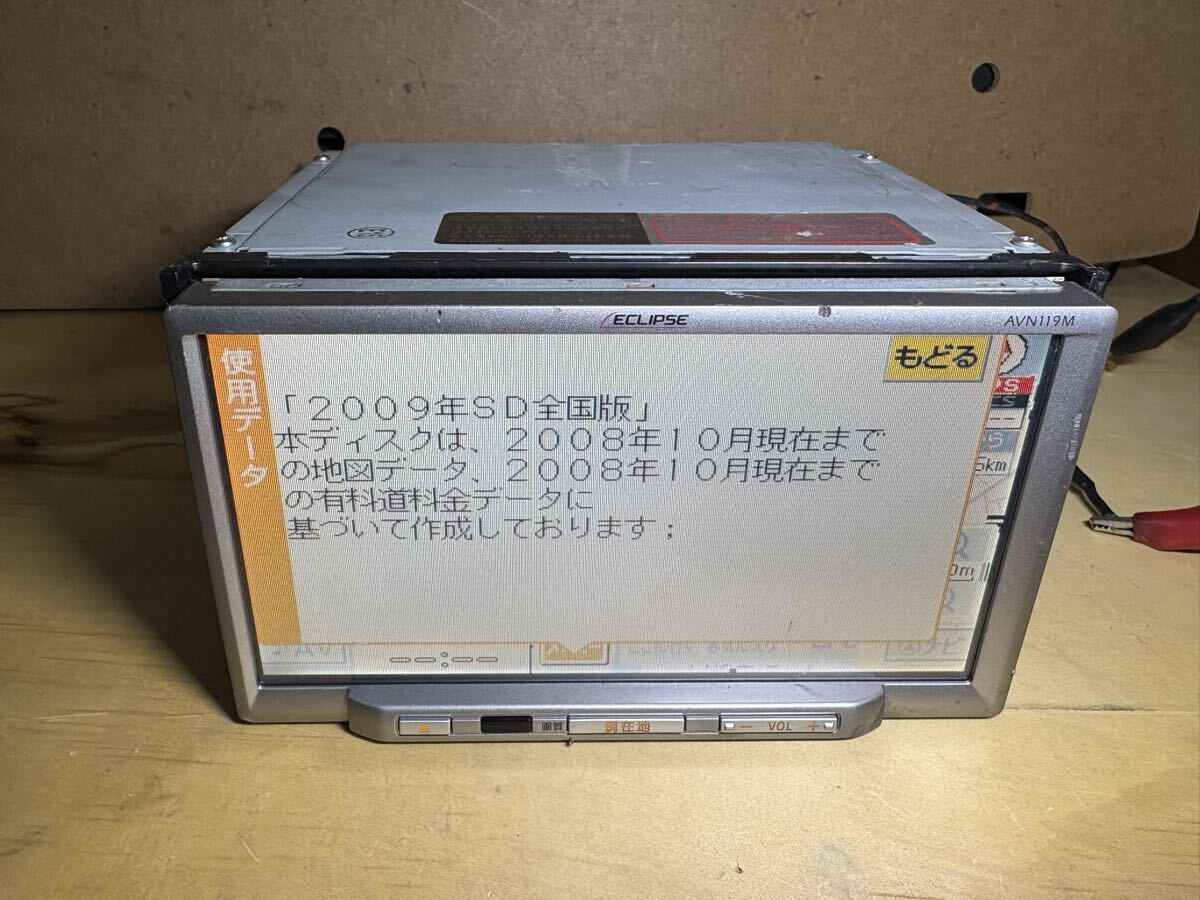 ECLIPSE
AVN119M
使用データ
もどる
「2009年SD全国版」
本ディスクは、2008年10月現在まで
の地図データ、2008年10月現在まで
の有料道料金データに
基づいて作成しております;
画質
現在地
− VOL +